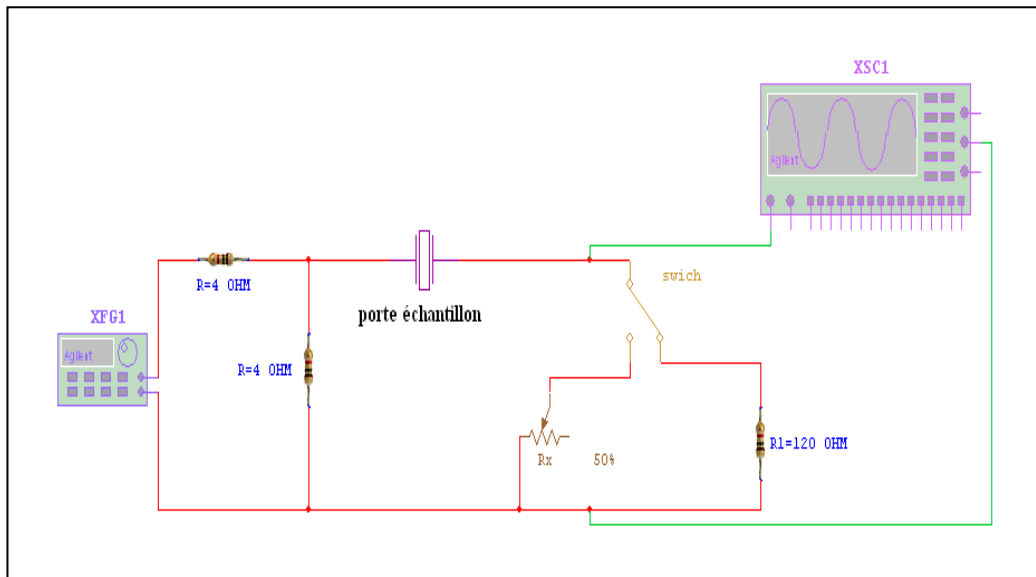 XSC1
Agilent
swich
R=4 OHM
porte échantillon
XFG1
Agilent
R=4 OHM
Rx 50%
R1=120 OHM